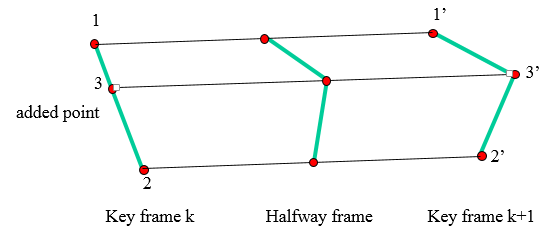 1
1’
3
3’
added point
2
2’
Key frame k
Halfway frame
Key frame k+1